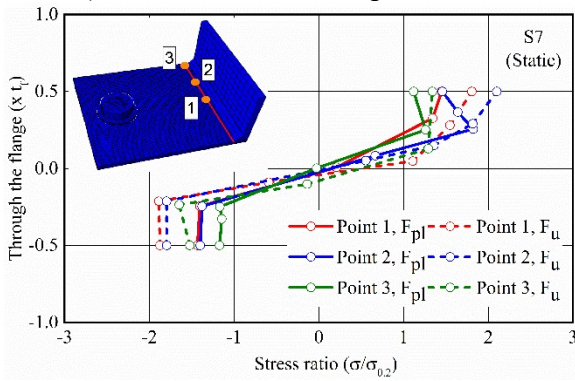 S7
(Static)
3
2
1
Through the flange (x t_f)
1.0
0.5
0.0
-0.5
-1.0
Point 1, F_pl
Point 1, F_u
Point 2, F_pl
Point 2, F_u
Point 3, F_pl
Point 3, F_u
-3
-2
-1
0
1
2
3
Stress ratio (σ/σ_0.2)